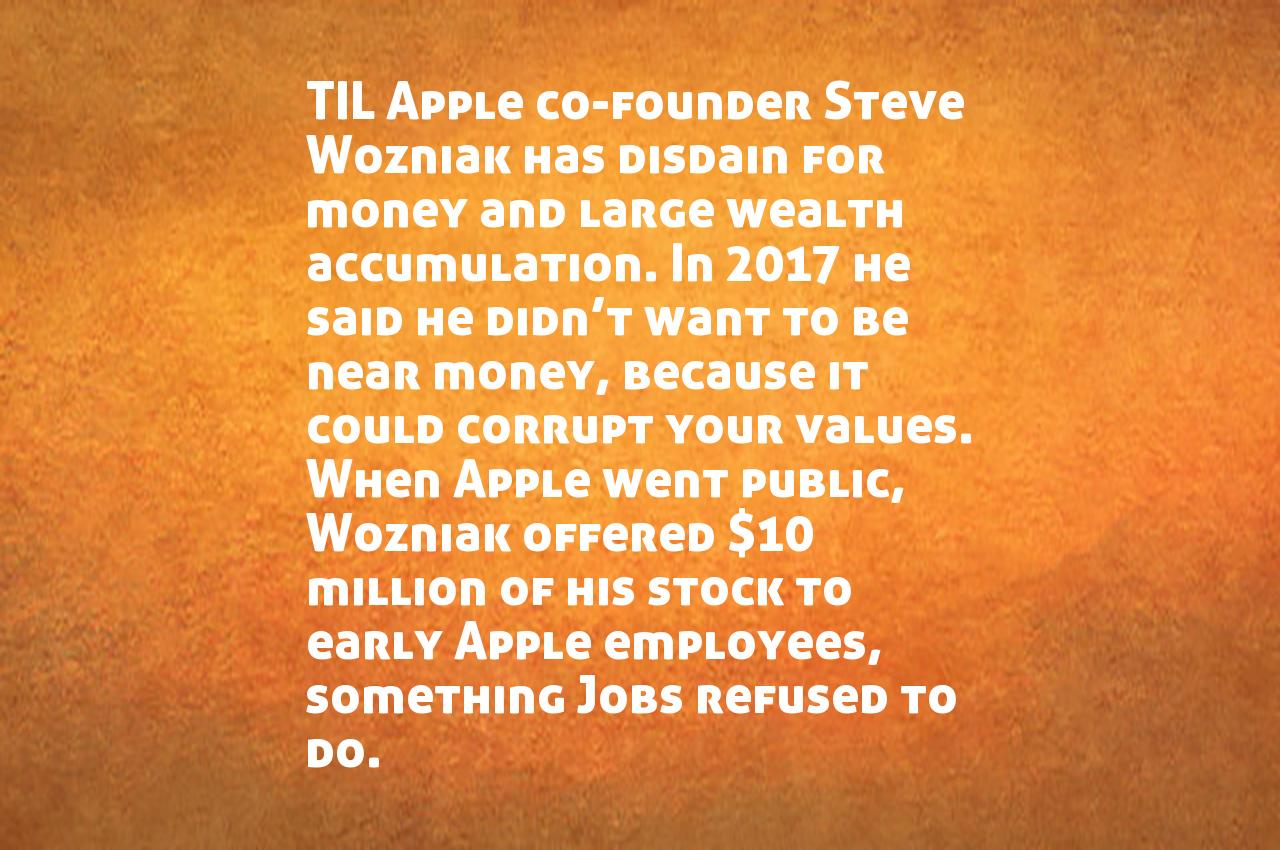 TIL Apple co-founder Steve
Wozniak has disdain for
money and large wealth
accumulation. In 2017 he
said he didn't want to be
near money, because it
could corrupt your values.
When Apple went public,
Wozniak offered $10
million of his stock to
early Apple employees,
something Jobs refused to
do.